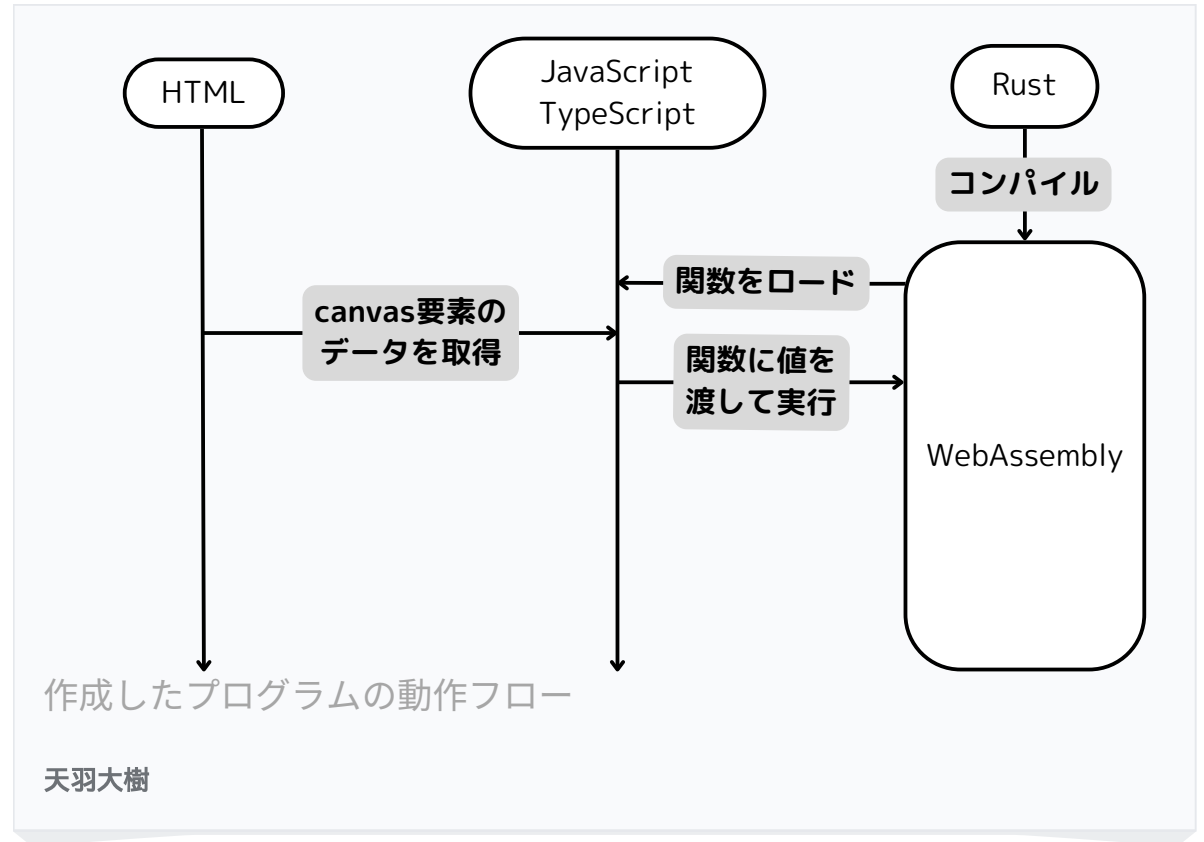 HTML
JavaScript
TypeScript
Rust
コンパイル
関数をロード
canvas要素の
データを取得
関数に値を
渡して実行
WebAssembly
作成したプログラムの動作フロー
天羽大樹